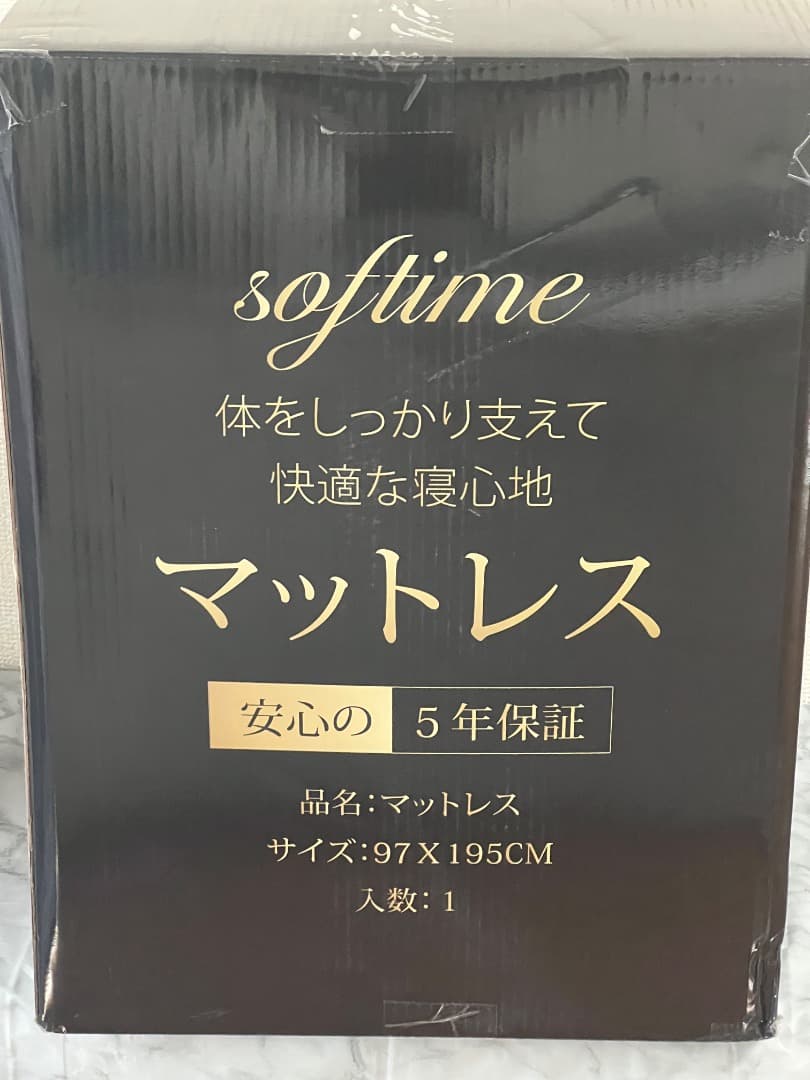 softime
体をしっかり支えて
快適な寝心地
マットレス
安心の 5年保証
品名:マットレス
サイズ:97X195CM
入数: 1